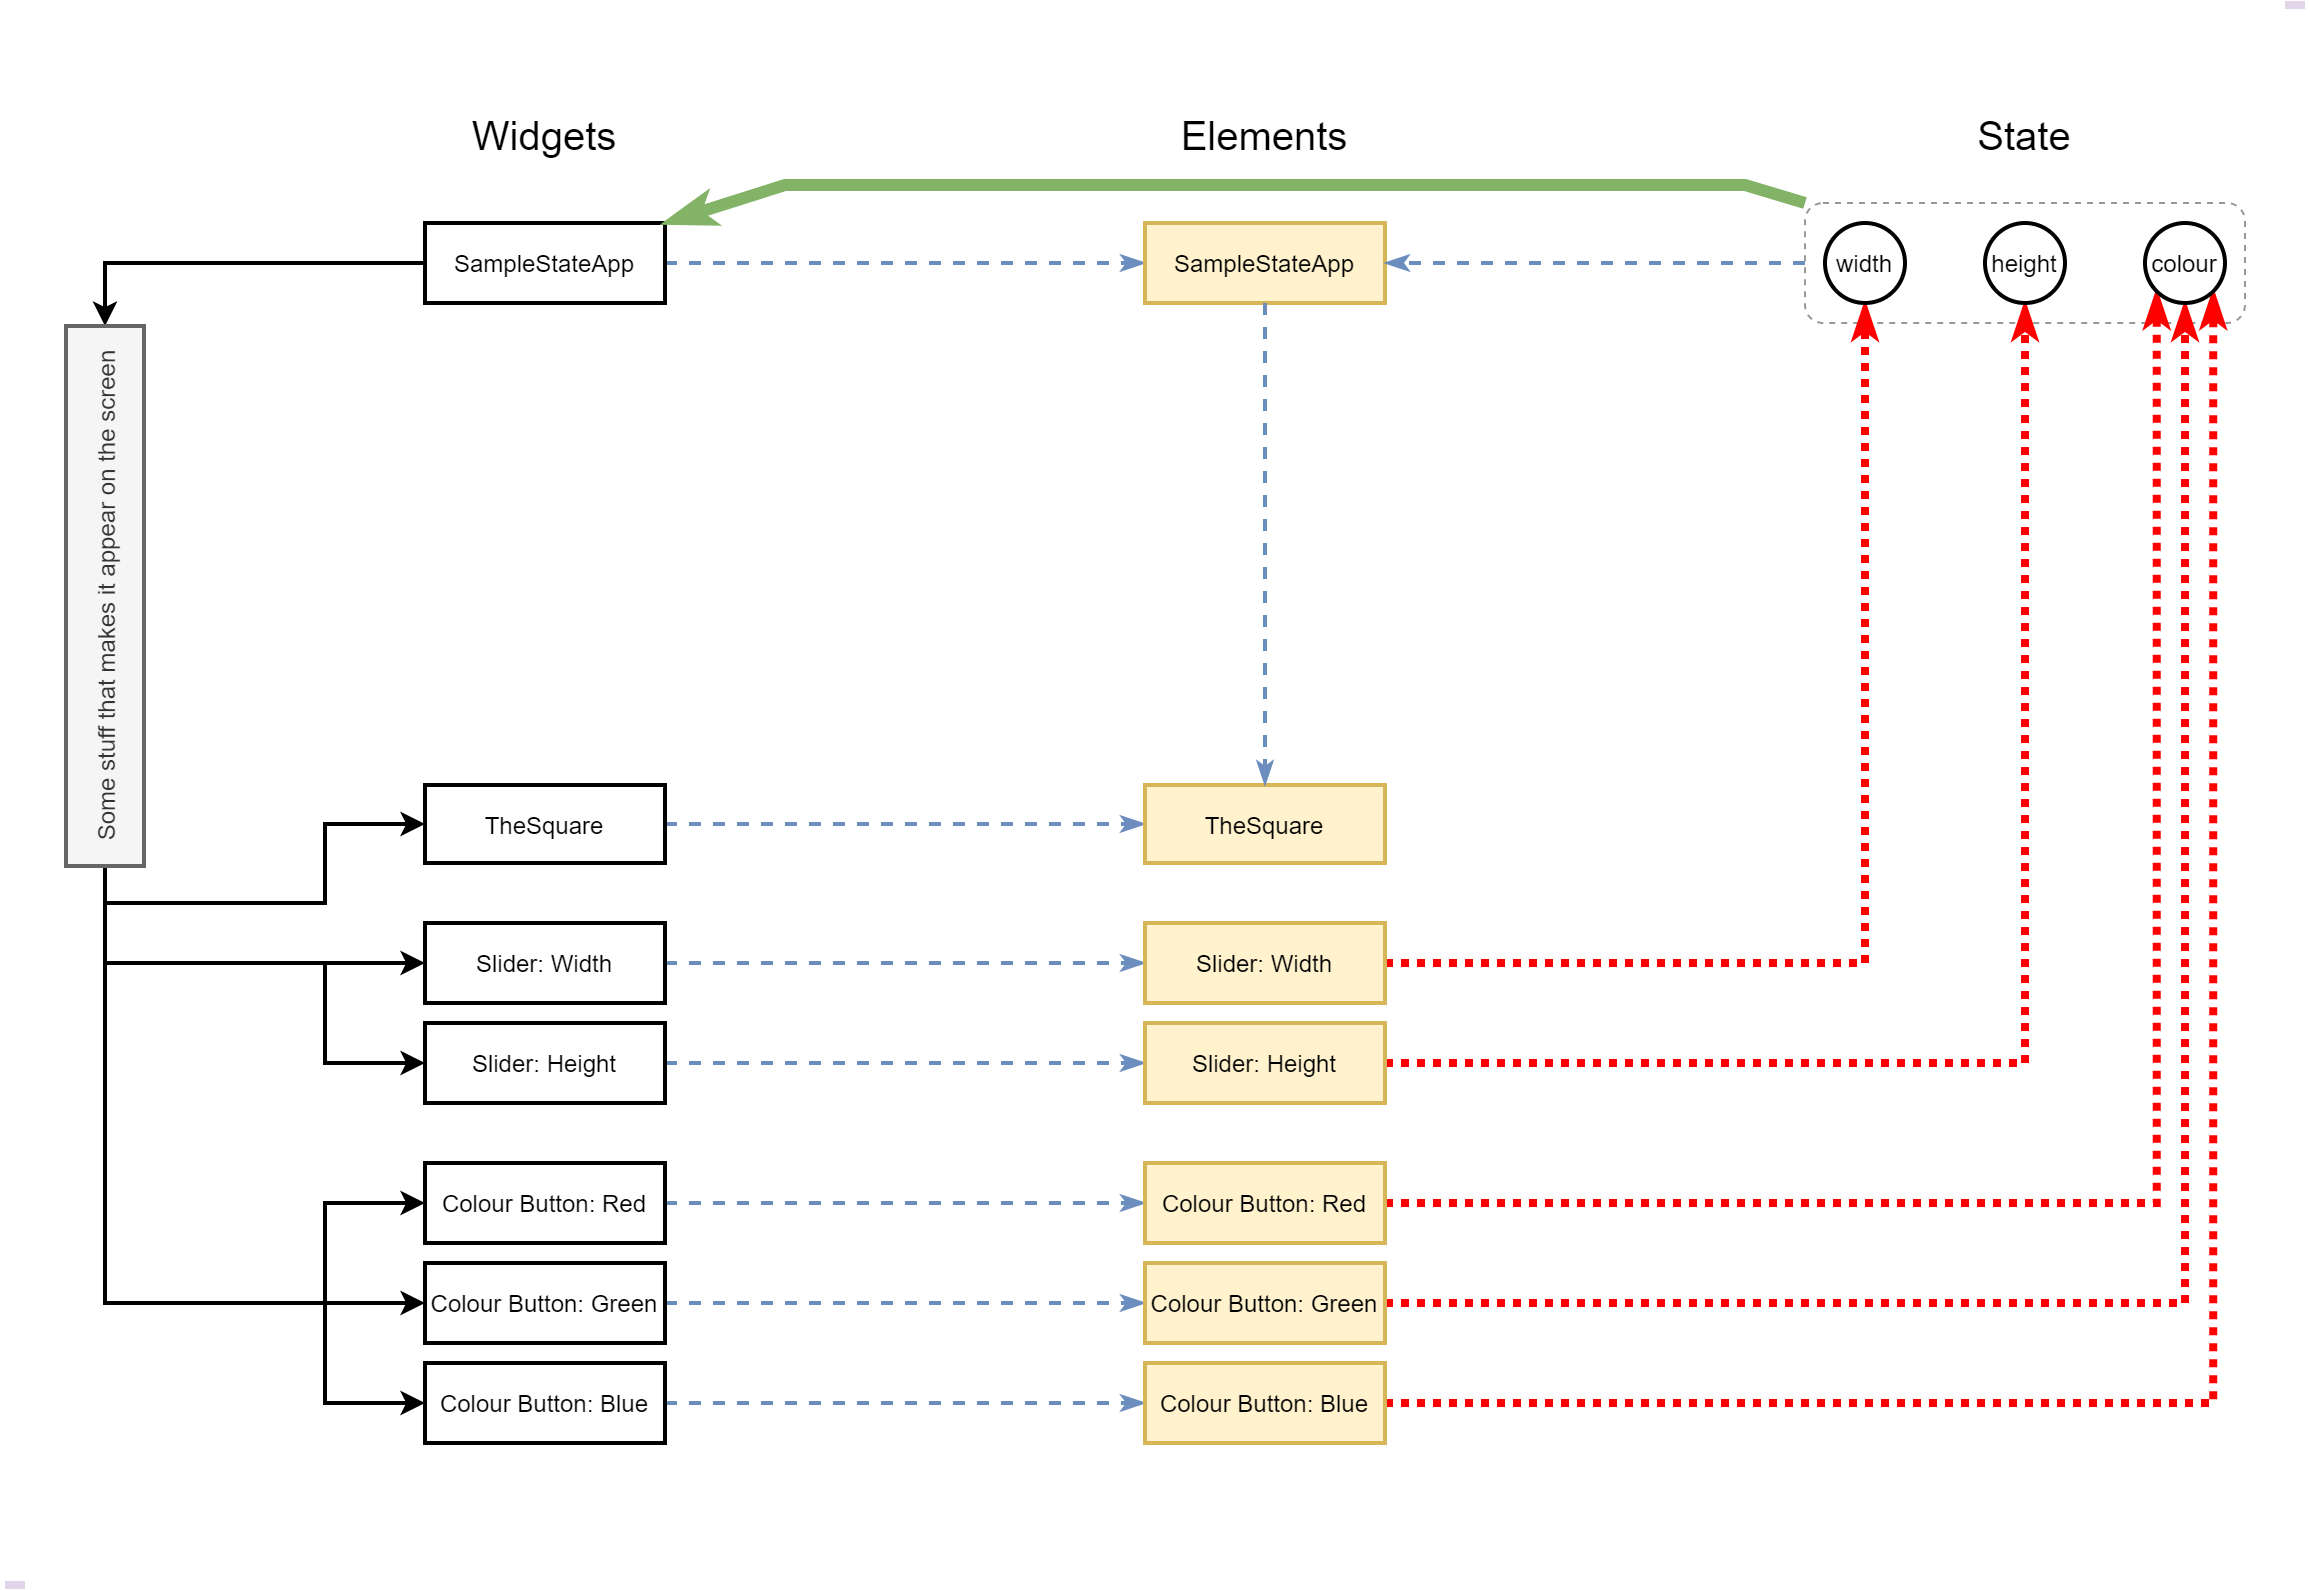 Widgets
Elements
State
SampleStateApp
SampleStateApp
width
height
colour
Some stuff that makes it appear on the screen
TheSquare
TheSquare
Slider: Width
Slider: Width
Slider: Height
Slider: Height
Colour Button: Red
Colour Button: Red
Colour Button: Green
Colour Button: Green
Colour Button: Blue
Colour Button: Blue